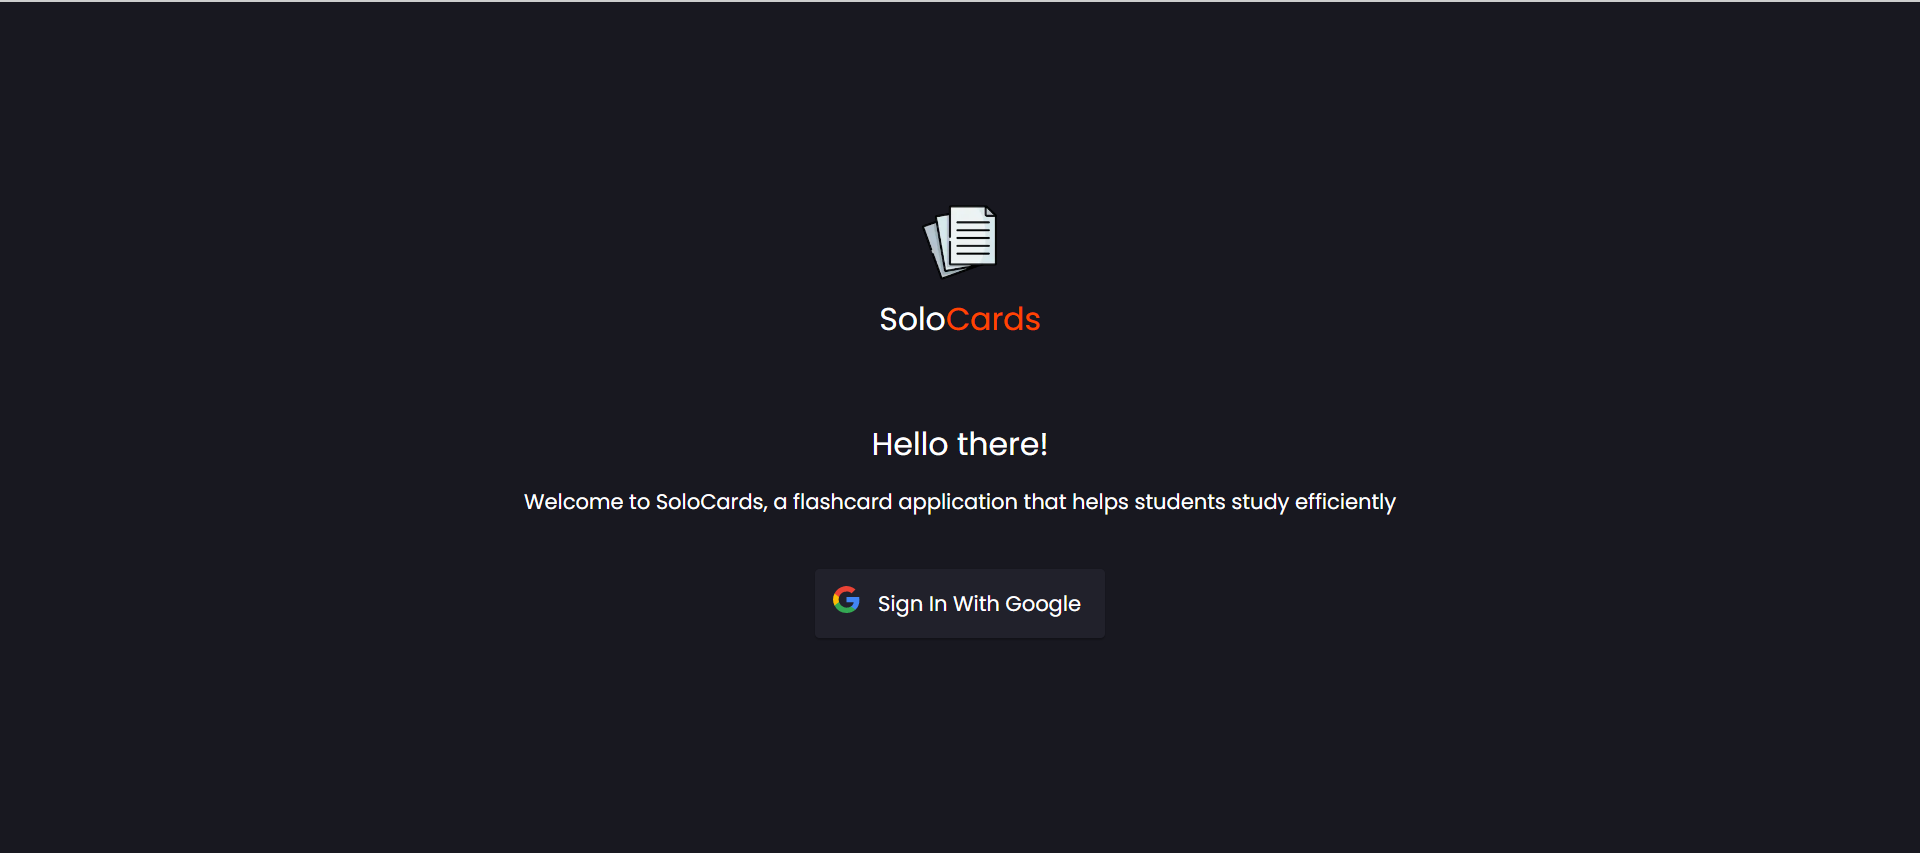 SoloCards
Hello there!
Welcome to SoloCards, a flashcard application that helps students study efficiently
Sign In With Google